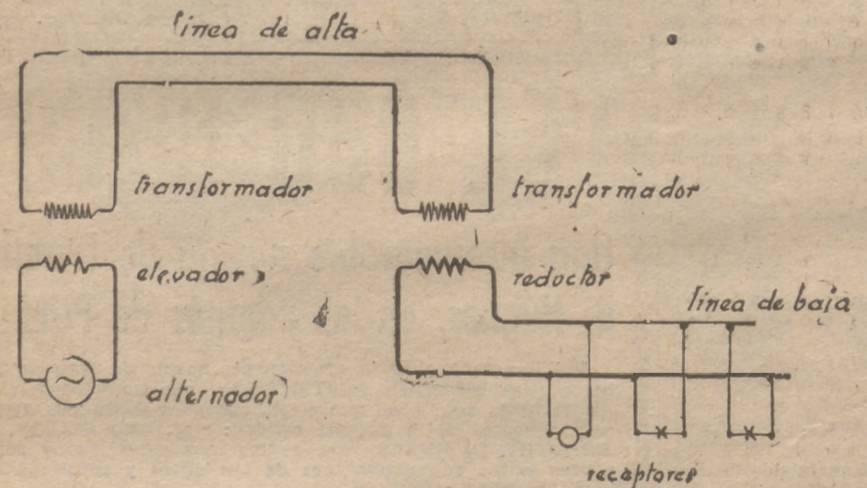 línea de alta
transformador
transformador
elevador
reductor
línea de baja
alternador
receptores